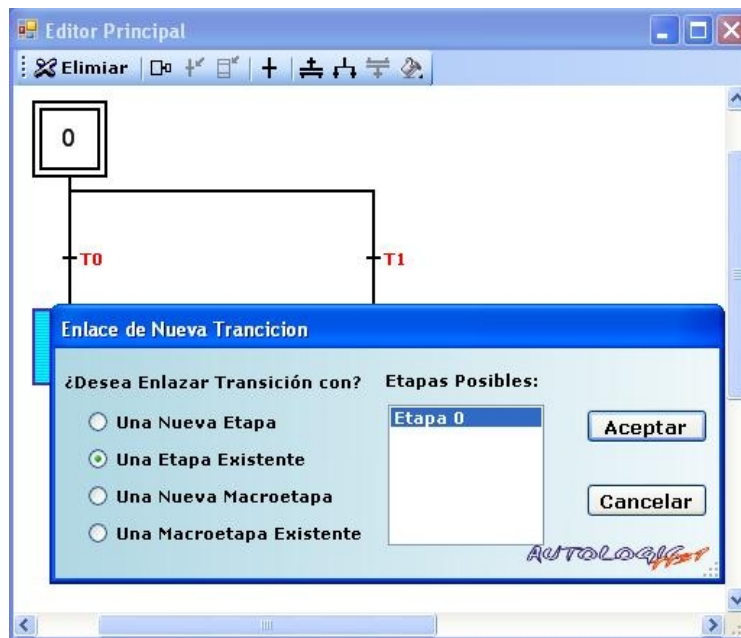 Editor Principal
Elimiar
0
T0
T1
Enlace de Nueva Trancicion
¿Desea Enlazar Transición con?
Una Nueva Etapa
Una Etapa Existente
Una Nueva Macroetapa
Una Macroetapa Existente
Etapas Posibles:
Etapa 0
Aceptar
Cancelar
AUTOLOGIC